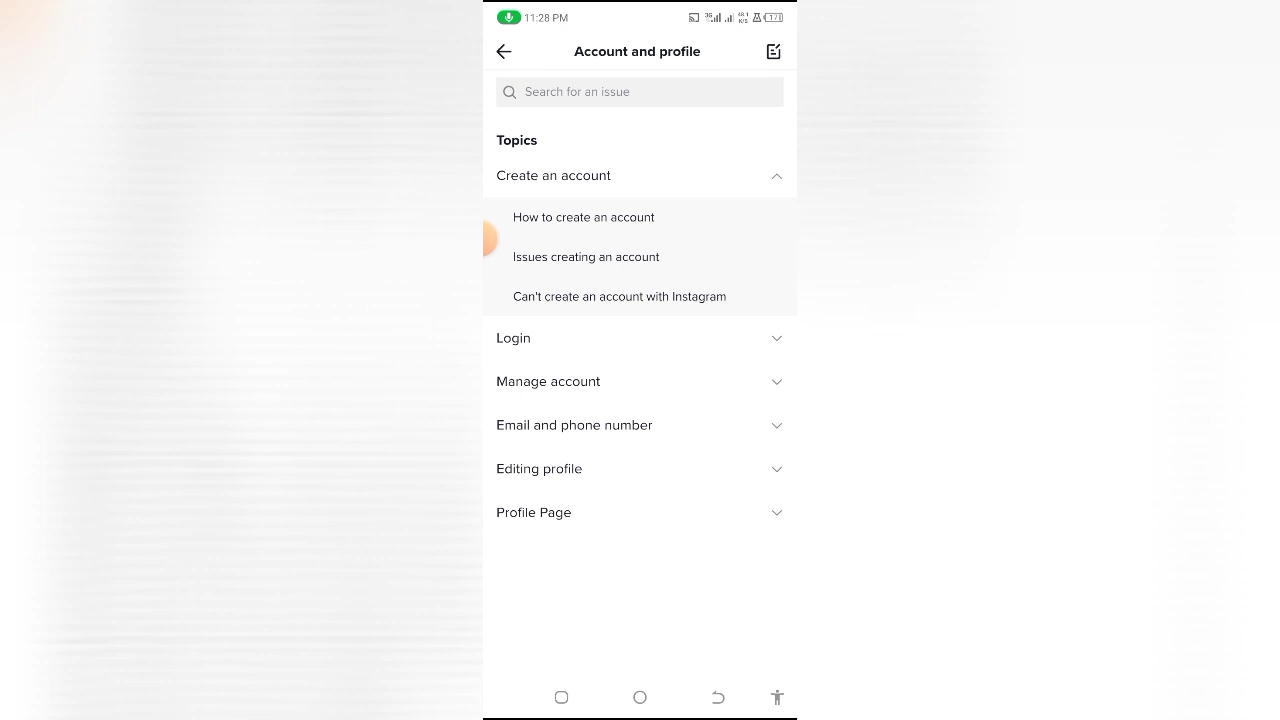 11:28 PM
Account and profile
Search for an issue
Topics
Create an account
How to create an account
Issues creating an account
Can't create an account with Instagram
Login
Manage account
Email and phone number
Editing profile
Profile Page